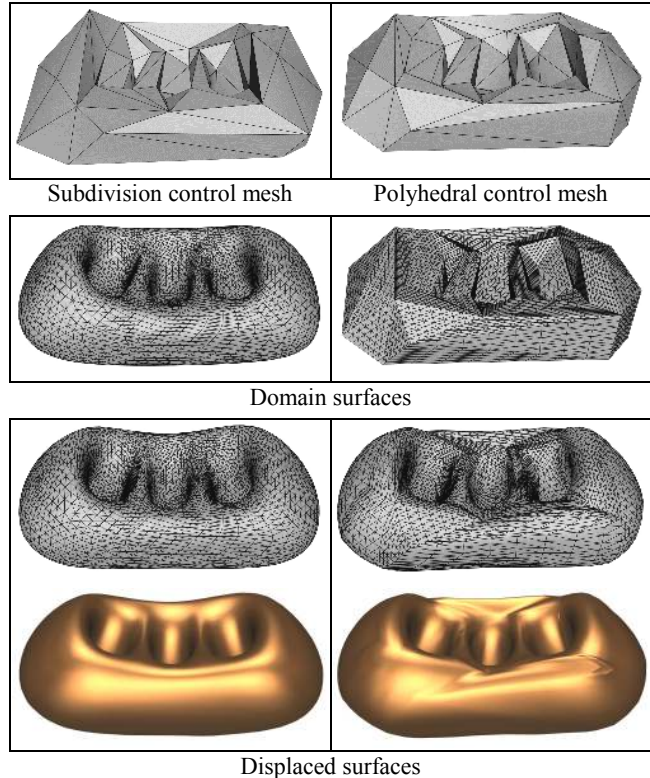 Subdivision control mesh
Polyhedral control mesh
Domain surfaces
Displaced surfaces